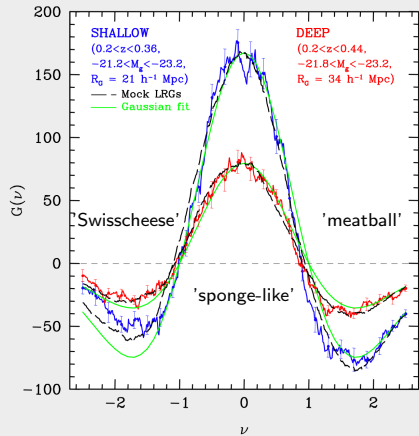 SHALLOW
(0.2<z<0.36,
-21.2<M_g<-23.2,
R_G = 21 h⁻¹ Mpc)
Mock LRGs
Gaussian fit
DEEP
(0.2<z<0.44,
-21.8<M_g<-23.2,
R_G = 34 h⁻¹ Mpc)
200
150
100
50
0
-50
-100
G(ν)
'Swisscheese'
'meatball'
'sponge-like'
-2
-1
0
1
2
ν